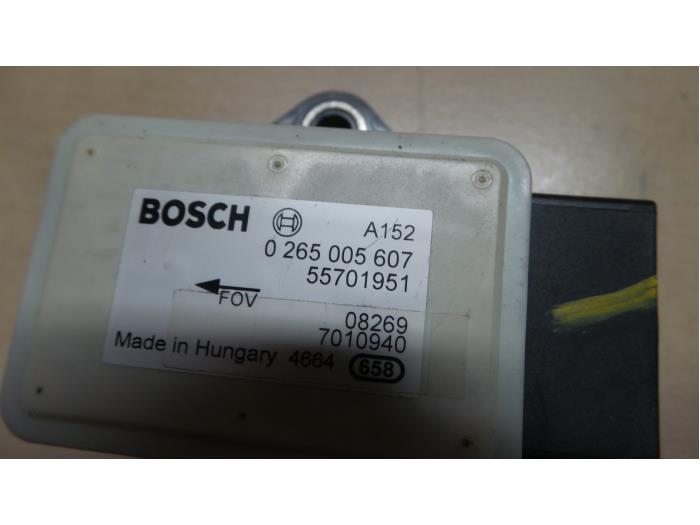 BOSCH A152
0 265 005 607
55701951
FOV
08269
7010940
Made in Hungary 4664 658